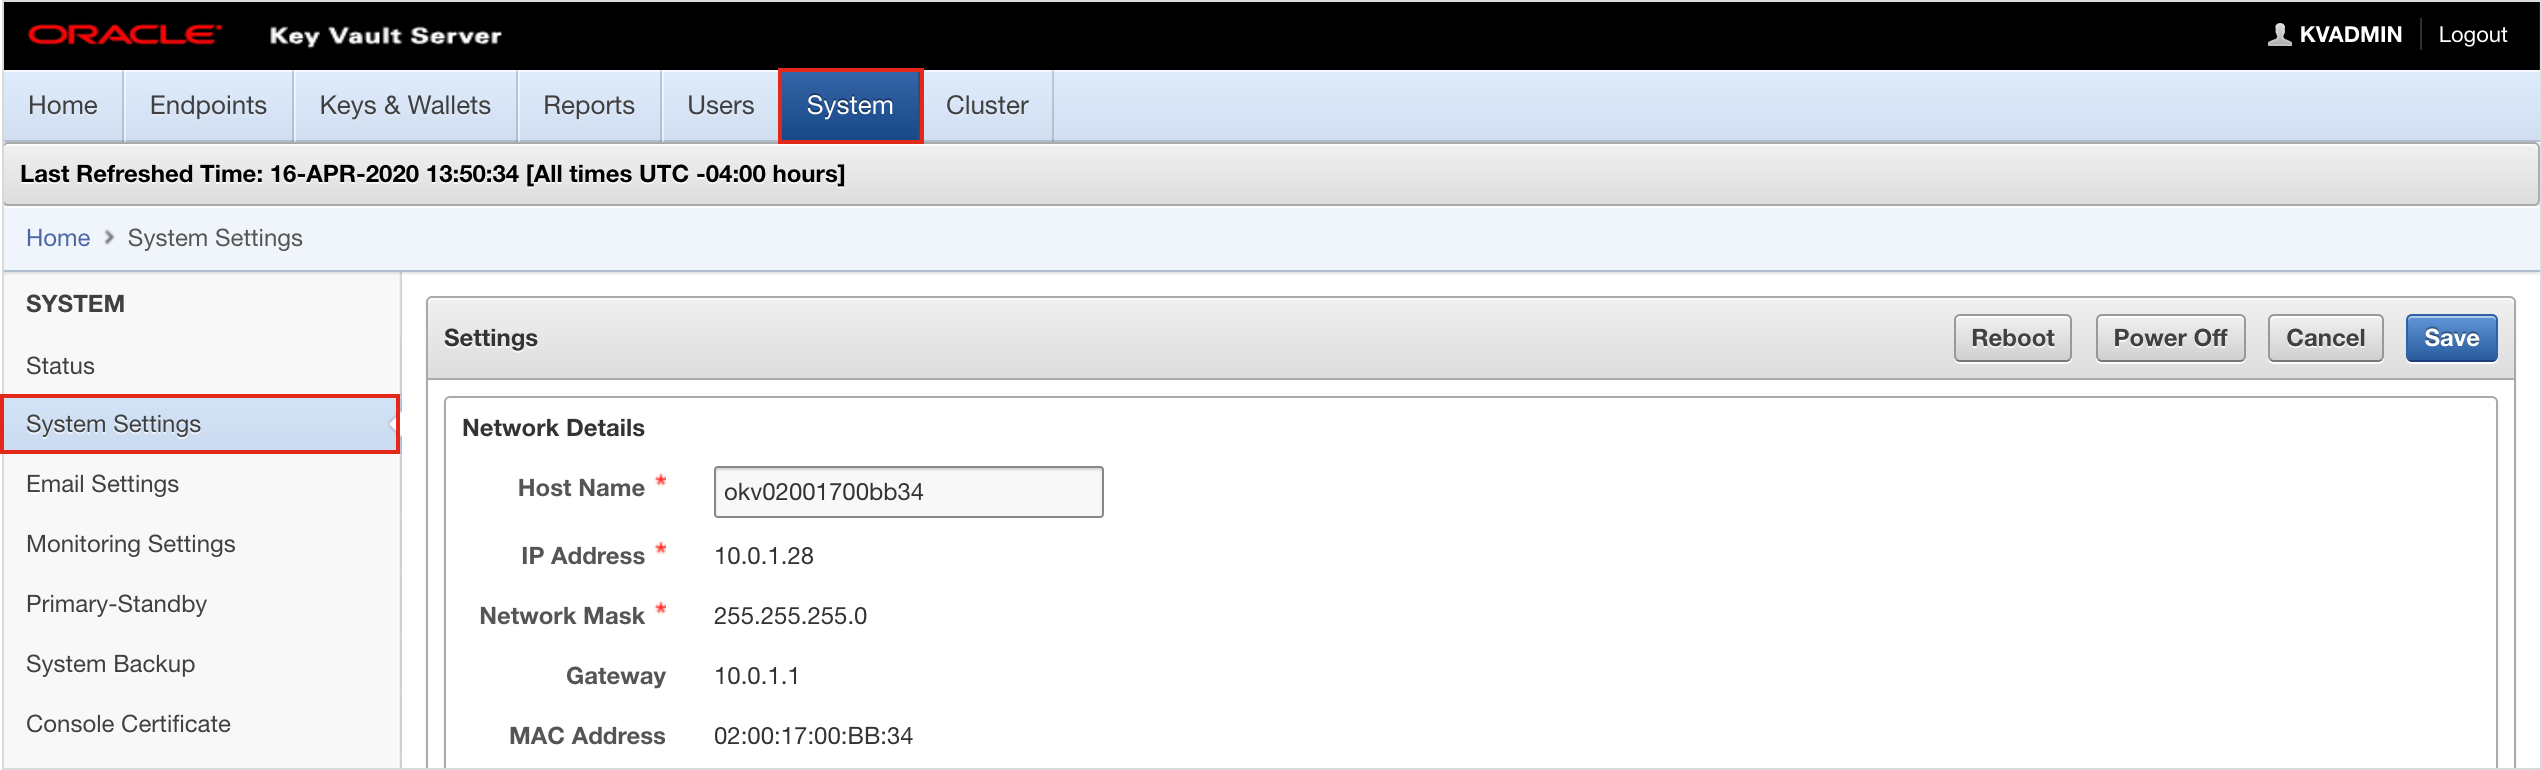 ORACLE Key Vault Server KVADMIN Logout
Home Endpoints Keys & Wallets Reports Users System Cluster
Last Refreshed Time: 16-APR-2020 13:50:34 [All times UTC -04:00 hours]
Home System Settings
SYSTEM
Status
System Settings
Email Settings
Monitoring Settings
Primary-Standby
System Backup
Console Certificate
Settings Reboot Power Off Cancel Save
Network Details
Host Name * okv02001700bb34
IP Address * 10.0.1.28
Network Mask * 255.255.255.0
Gateway 10.0.1.1
MAC Address 02:00:17:00:BB:34